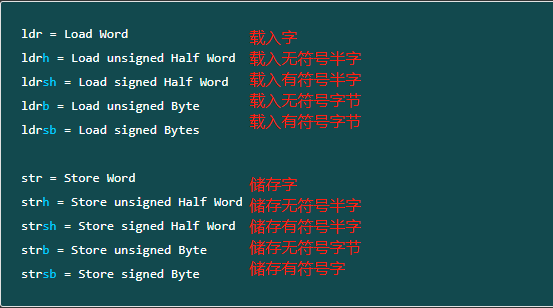 ldr = Load Word 载入字
ldrh = Load unsigned Half Word 载入无符号半字
ldrsh = Load signed Half Word 载入有符号半字
ldrb = Load unsigned Byte 载入无符号字节
ldrsb = Load signed Bytes 载入有符号字节
str = Store Word 储存字
strh = Store unsigned Half Word 储存无符号半字
strsh = Store signed Half Word 储存有符号半字
strb = Store unsigned Byte 储存无符号字节
strsb = Store signed Byte 储存有符号字